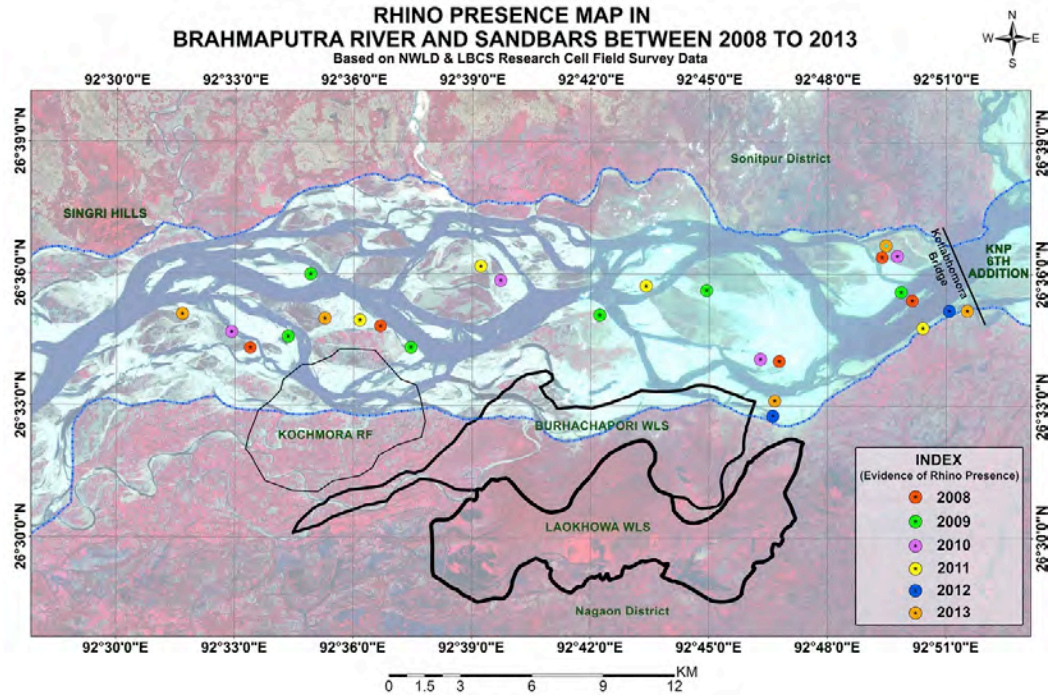 RHINO PRESENCE MAP IN
BRAHMAPUTRA RIVER AND SANDBARS BETWEEN 2008 TO 2013
Based on NWLD & LBCS Research Cell Field Survey Data
N
W E
S
92°30'0"E 92°33'0"E 92°36'0"E 92°39'0"E 92°42'0"E 92°45'0"E 92°48'0"E 92°51'0"E
26°39'0"N 26°39'0"N
Sonitpur District
SINGRI HILLS
Koliabhomora
Bridge
KNP
6TH
ADDITION
26°36'0"N 26°36'0"N
26°33'0"N 26°33'0"N
KOCHMORA RF
BURHACHAPORI WLS
LAOKHOWA WLS
26°30'0"N 26°30'0"N
Nagaon District
INDEX
(Evidence of Rhino Presence)
2008
2009
2010
2011
2012
2013
92°30'0"E 92°33'0"E 92°36'0"E 92°39'0"E 92°42'0"E 92°45'0"E 92°48'0"E 92°51'0"E
KM
0 1.5 3 6 9 12